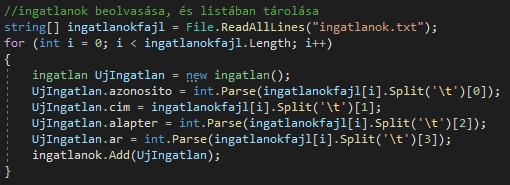 //ingatlanok beolvasása, és listában tárolása
string[] ingatlanokfajl = File.ReadAllLines("ingatlanok.txt");
for (int i = 0; i < ingatlanokfajl.Length; i++)
{
ingatlan UjIngatlan = new ingatlan();
UjIngatlan.azonosito = int.Parse(ingatlanokfajl[i].Split('\t')[0]);
UjIngatlan.cim = ingatlanokfajl[i].Split('\t')[1];
UjIngatlan.alapter = int.Parse(ingatlanokfajl[i].Split('\t')[2]);
UjIngatlan.ar = int.Parse(ingatlanokfajl[i].Split('\t')[3]);
ingatlanok.Add(UjIngatlan);
}